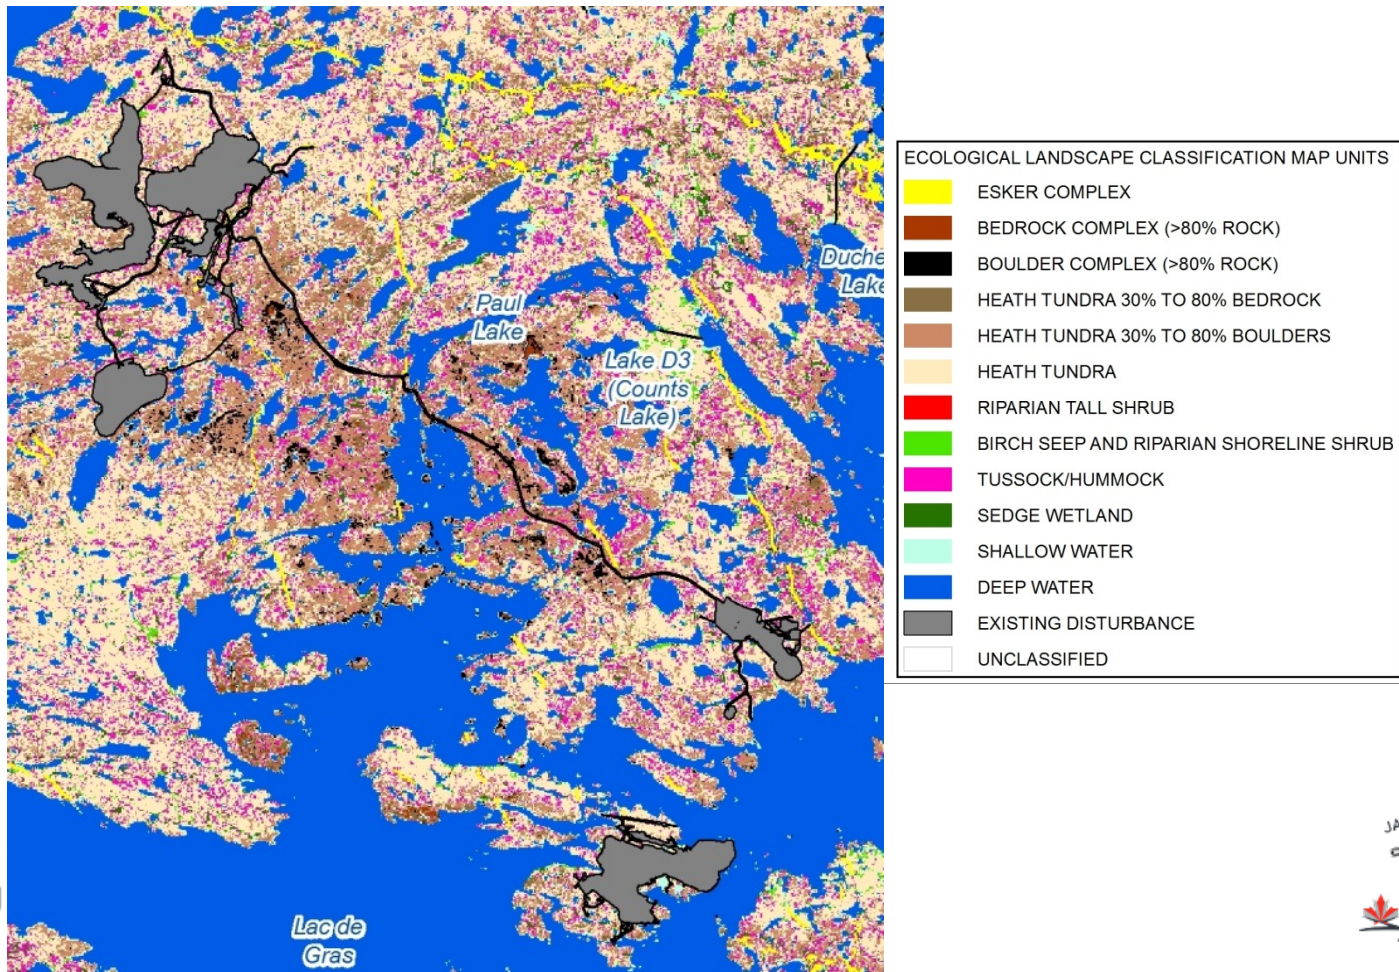 Duche
Lake
Paul
Lake
Lake D3
(Counts
Lake)
Lac de
Gras
ECOLOGICAL LANDSCAPE CLASSIFICATION MAP UNITS
ESKER COMPLEX
BEDROCK COMPLEX (>80% ROCK)
BOULDER COMPLEX (>80% ROCK)
HEATH TUNDRA 30% TO 80% BEDROCK
HEATH TUNDRA 30% TO 80% BOULDERS
HEATH TUNDRA
RIPARIAN TALL SHRUB
BIRCH SEEP AND RIPARIAN SHORELINE SHRUB
TUSSOCK/HUMMOCK
SEDGE WETLAND
SHALLOW WATER
DEEP WATER
EXISTING DISTURBANCE
UNCLASSIFIED
JA